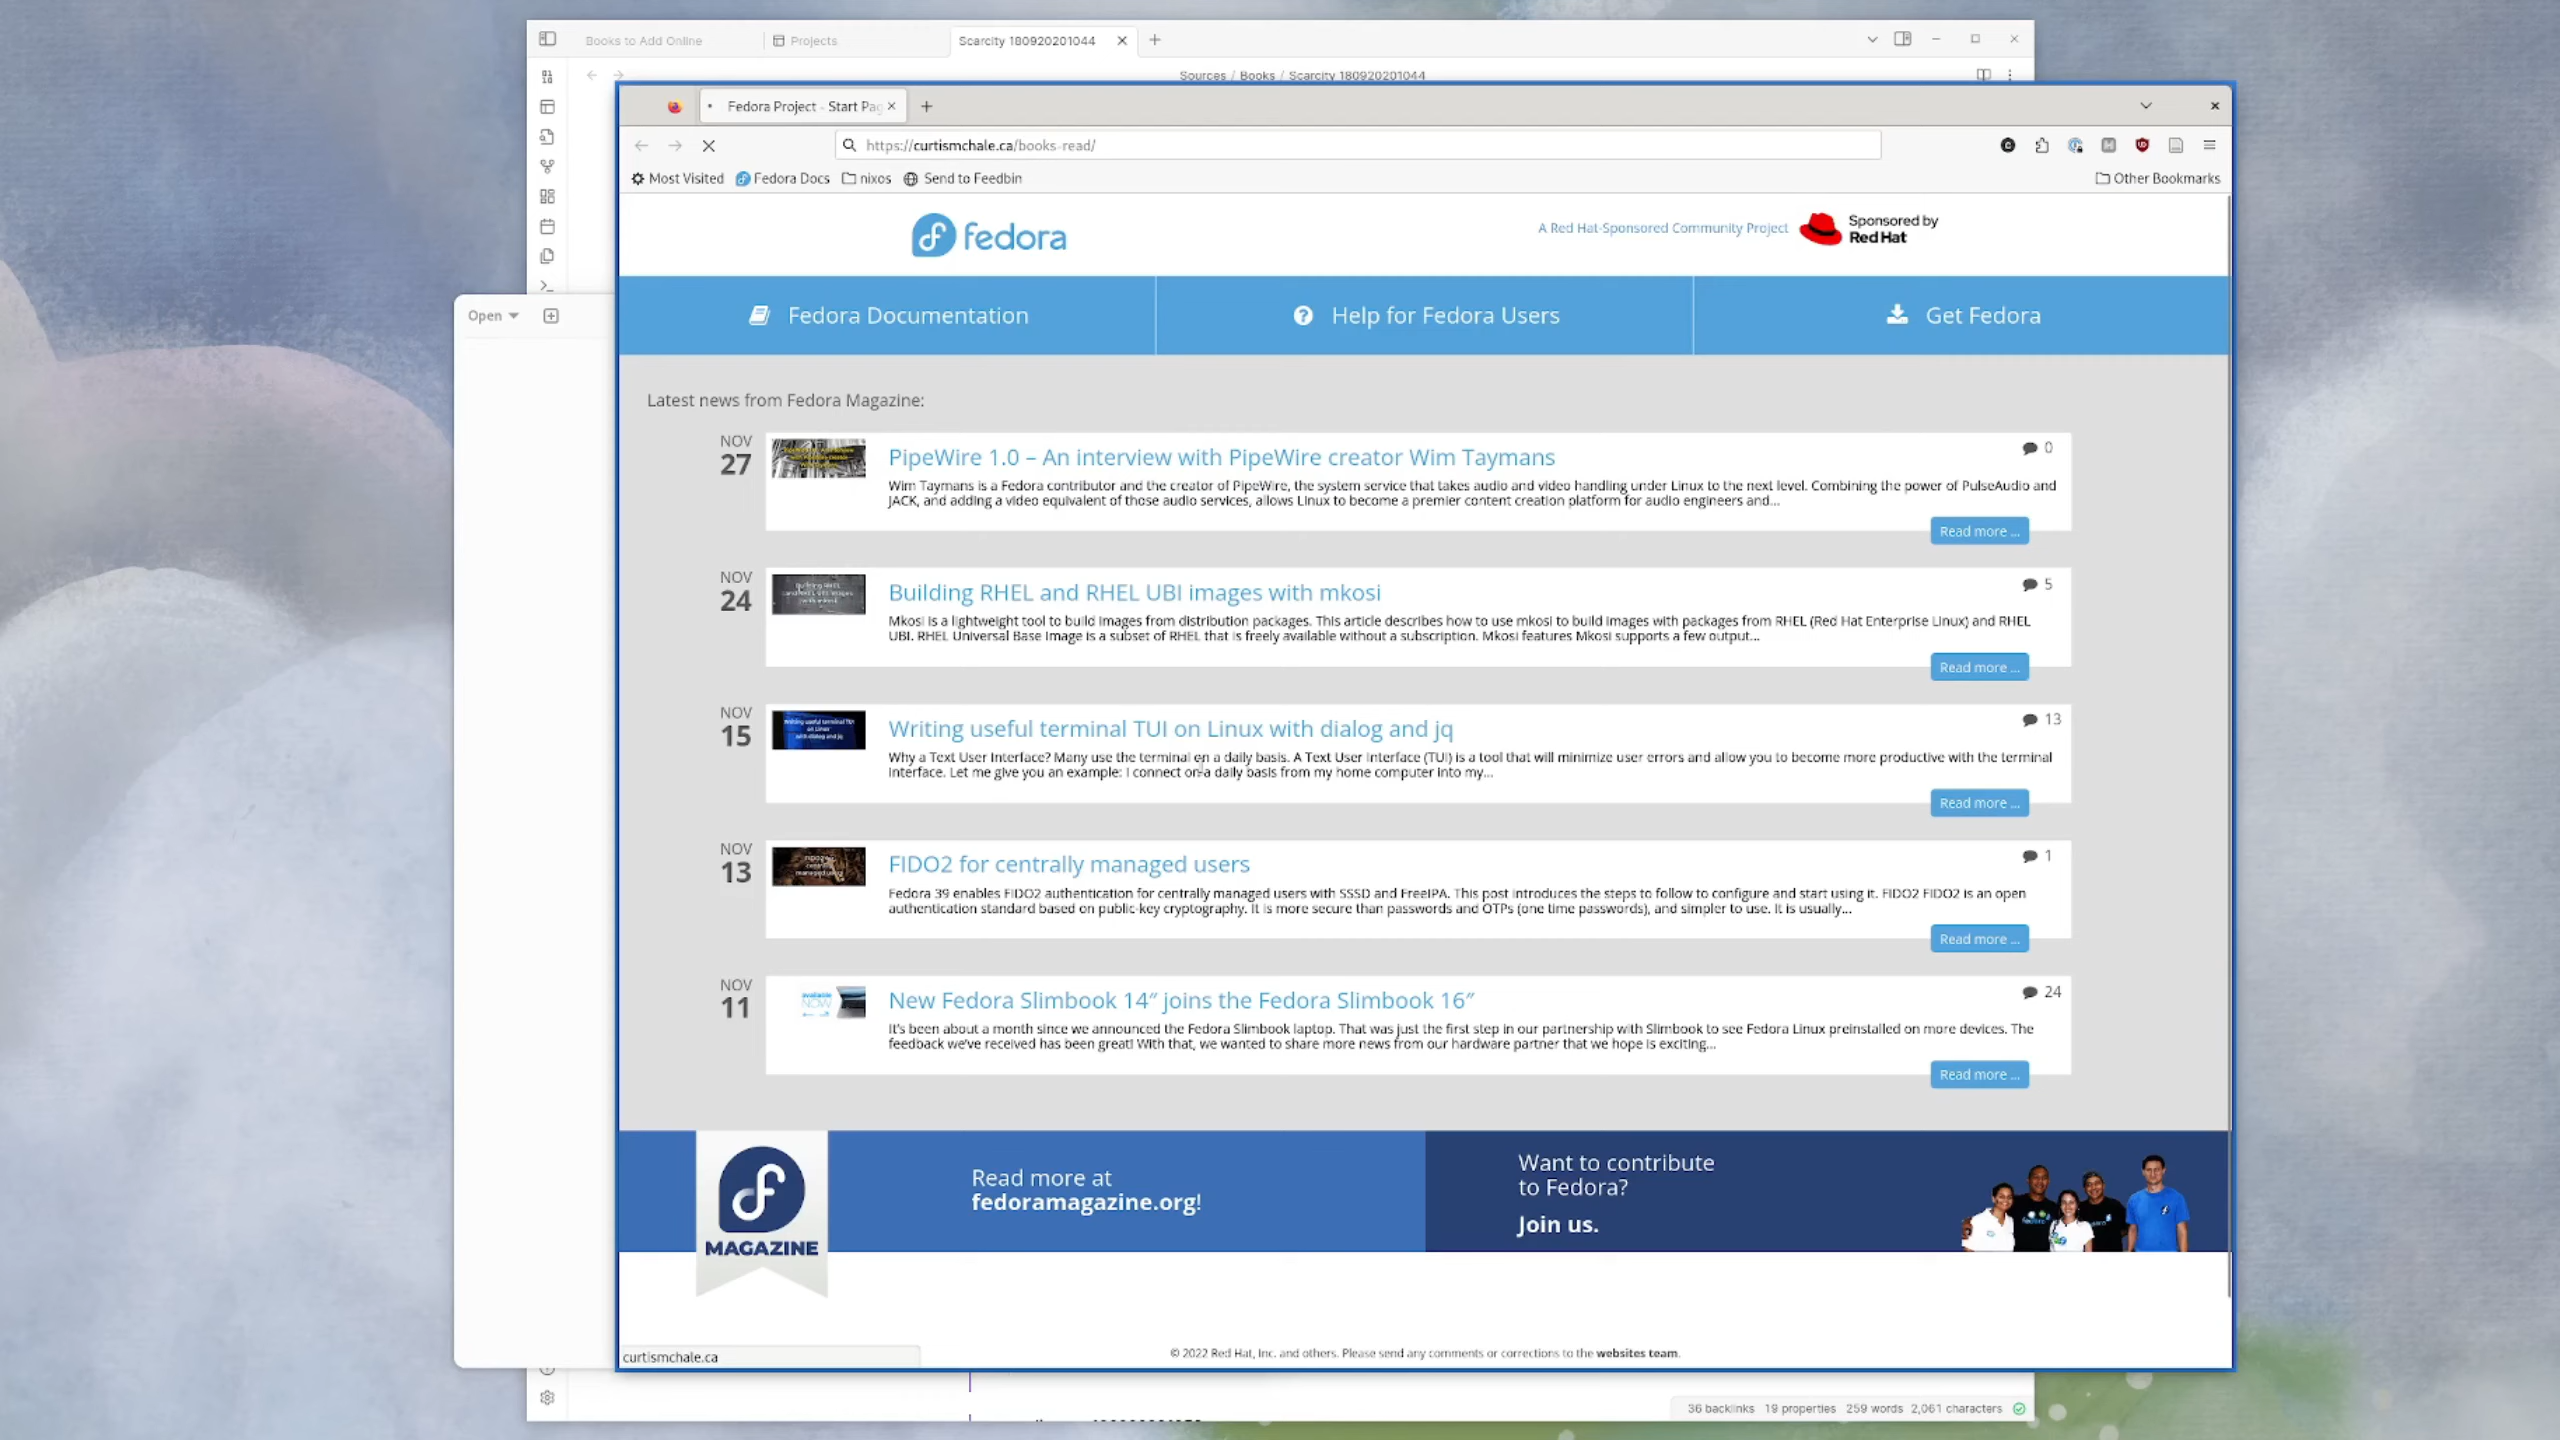 Books to Add Online
Projects
Scarcity 180920201044
Sources / Books / Scarcity 180920201044
Fedora Project - Start Pag
https://curtismchale.ca/books-read/
Most Visited
Fedora Docs
nixos
Send to Feedbin
Other Bookmarks
fedora
A Red Hat-Sponsored Community Project
Sponsored by
Red Hat
Open
Fedora Documentation
Help for Fedora Users
Get Fedora
Latest news from Fedora Magazine:
NOV
27
PipeWire 1.0 – An interview with PipeWire creator Wim Taymans
0
Wim Taymans is a Fedora contributor and the creator of PipeWire, the system service that takes audio and video handling under Linux to the next level. Combining the power of PulseAudio and
JACK, and adding a video equivalent of those audio services, allows Linux to become a premier content creation platform for audio engineers and...
Read more ...
NOV
24
Building RHEL and RHEL UBI images with mkosi
5
Mkosi is a lightweight tool to build images from distribution packages. This article describes how to use mkosi to build images with packages from RHEL (Red Hat Enterprise Linux) and RHEL
UBI. RHEL Universal Base Image is a subset of RHEL that is freely available without a subscription. Mkosi features Mkosi supports a few output...
Read more ...
NOV
15
Writing useful terminal TUI on Linux with dialog and jq
13
Why a Text User Interface? Many use the terminal on a daily basis. A Text User Interface (TUI) is a tool that will minimize user errors and allow you to become more productive with the terminal
interface. Let me give you an example: I connect on a daily basis from my home computer into my...
Read more ...
NOV
13
FIDO2 for centrally managed users
1
Fedora 39 enables FIDO2 authentication for centrally managed users with SSSD and FreeIPA. This post introduces the steps to follow to configure and start using it. FIDO2 FIDO2 is an open
authentication standard based on public-key cryptography. It is more secure than passwords and OTPs (one time passwords), and simpler to use. It is usually...
Read more ...
NOV
11
New Fedora Slimbook 14″ joins the Fedora Slimbook 16″
24
It's been about a month since we announced the Fedora Slimbook laptop. That was just the first step in our partnership with Slimbook to see Fedora Linux preinstalled on more devices. The
feedback we've received has been great! With that, we wanted to share more news from our hardware partner that we hope is exciting...
Read more ...
MAGAZINE
Read more at
fedoramagazine.org!
Want to contribute
to Fedora?
Join us.
curtismchale.ca
© 2022 Red Hat, Inc. and others. Please send any comments or corrections to the websites team.
36 backlinks 19 properties 259 words 2,061 characters